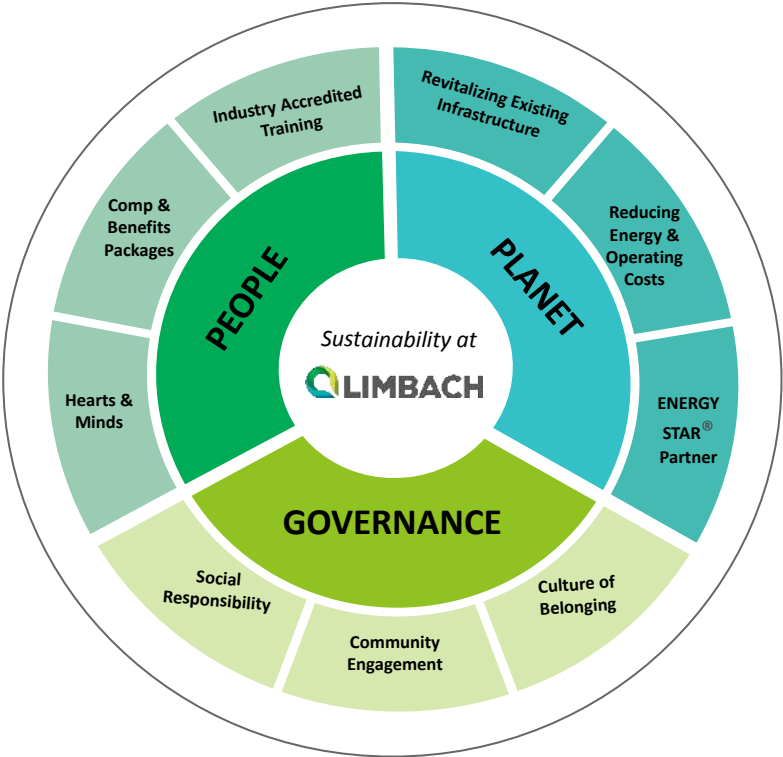 Industry Accredited
Training
Revitalizing Existing
Infrastructure
Comp &
Benefits
Packages
Reducing
Energy &
Operating
Costs
PEOPLE
PLANET
Sustainability at
LIMBACH
Hearts &
Minds
ENERGY
STAR®
Partner
GOVERNANCE
Social
Responsibility
Community
Engagement
Culture of
Belonging